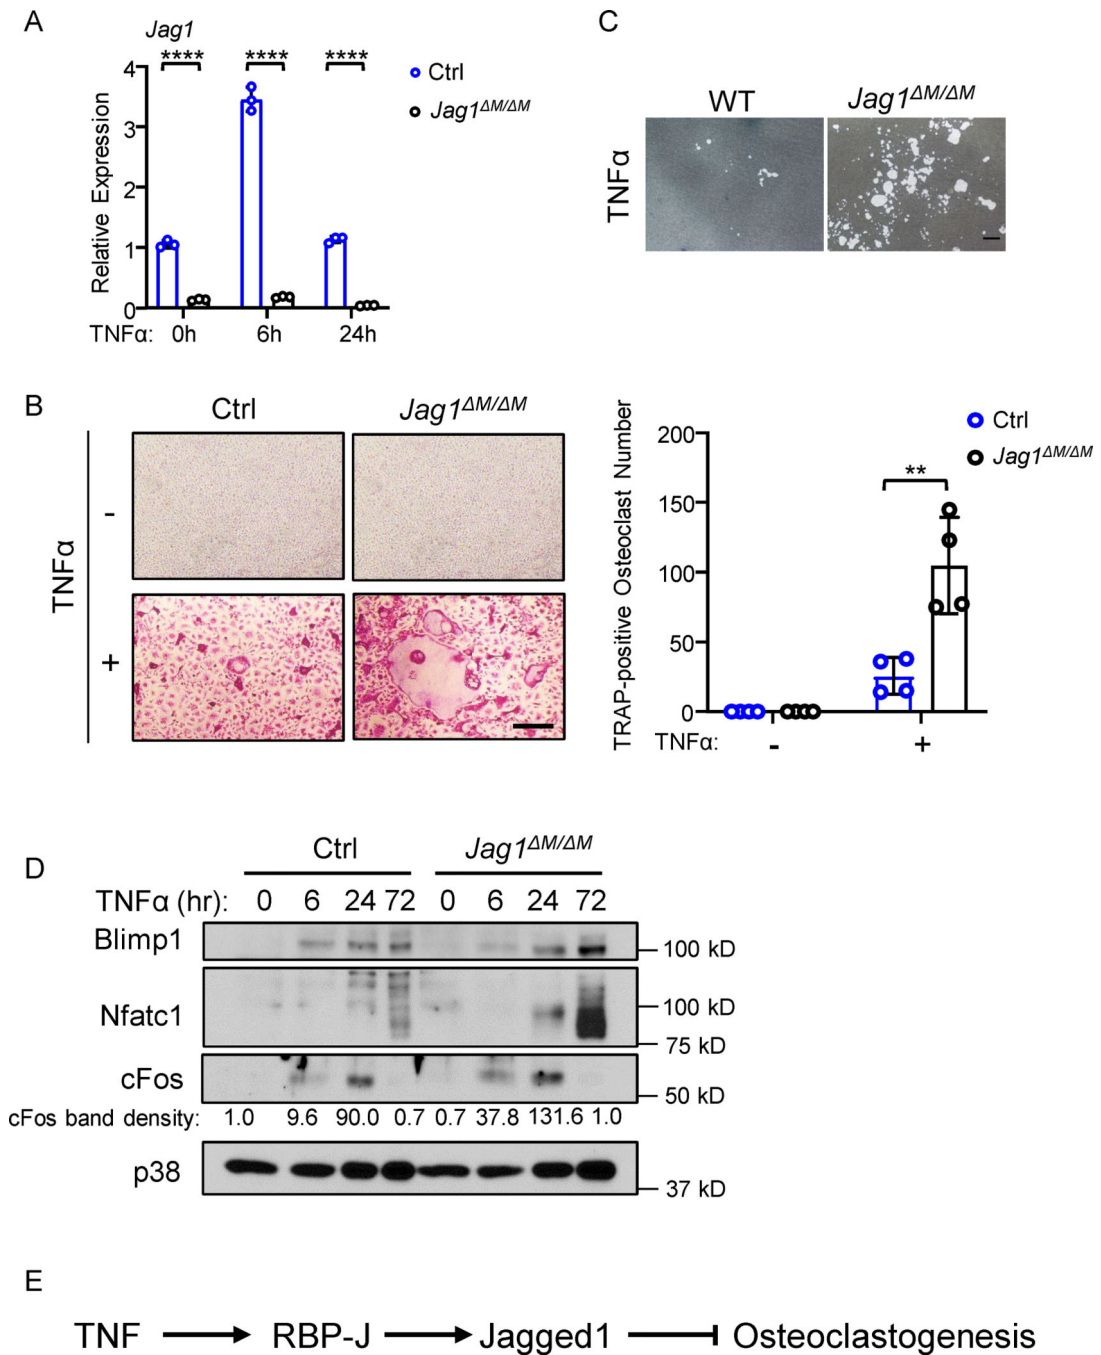 A
Jag1
**** **** ****
Relative Expression
4
3
2
1
0
TNFα: 0h 6h 24h
Ctrl
Jag1ΔM/ΔM
C
WT Jag1ΔM/ΔM
TNFα
B
Ctrl Jag1ΔM/ΔM
TNFα
-
+
TRAP-positive Osteoclast Number
200
150
100
50
0
**
Ctrl
Jag1ΔM/ΔM
TNFα: - +
D
Ctrl Jag1ΔM/ΔM
TNFα (hr): 0 6 24 72 0 6 24 72
Blimp1
100 kD
Nfatc1
100 kD
75 kD
cFos
50 kD
cFos band density: 1.0 9.6 90.0 0.7 0.7 37.8 131.6 1.0
p38
37 kD
E
TNF RBP-J Jagged1 Osteoclastogenesis